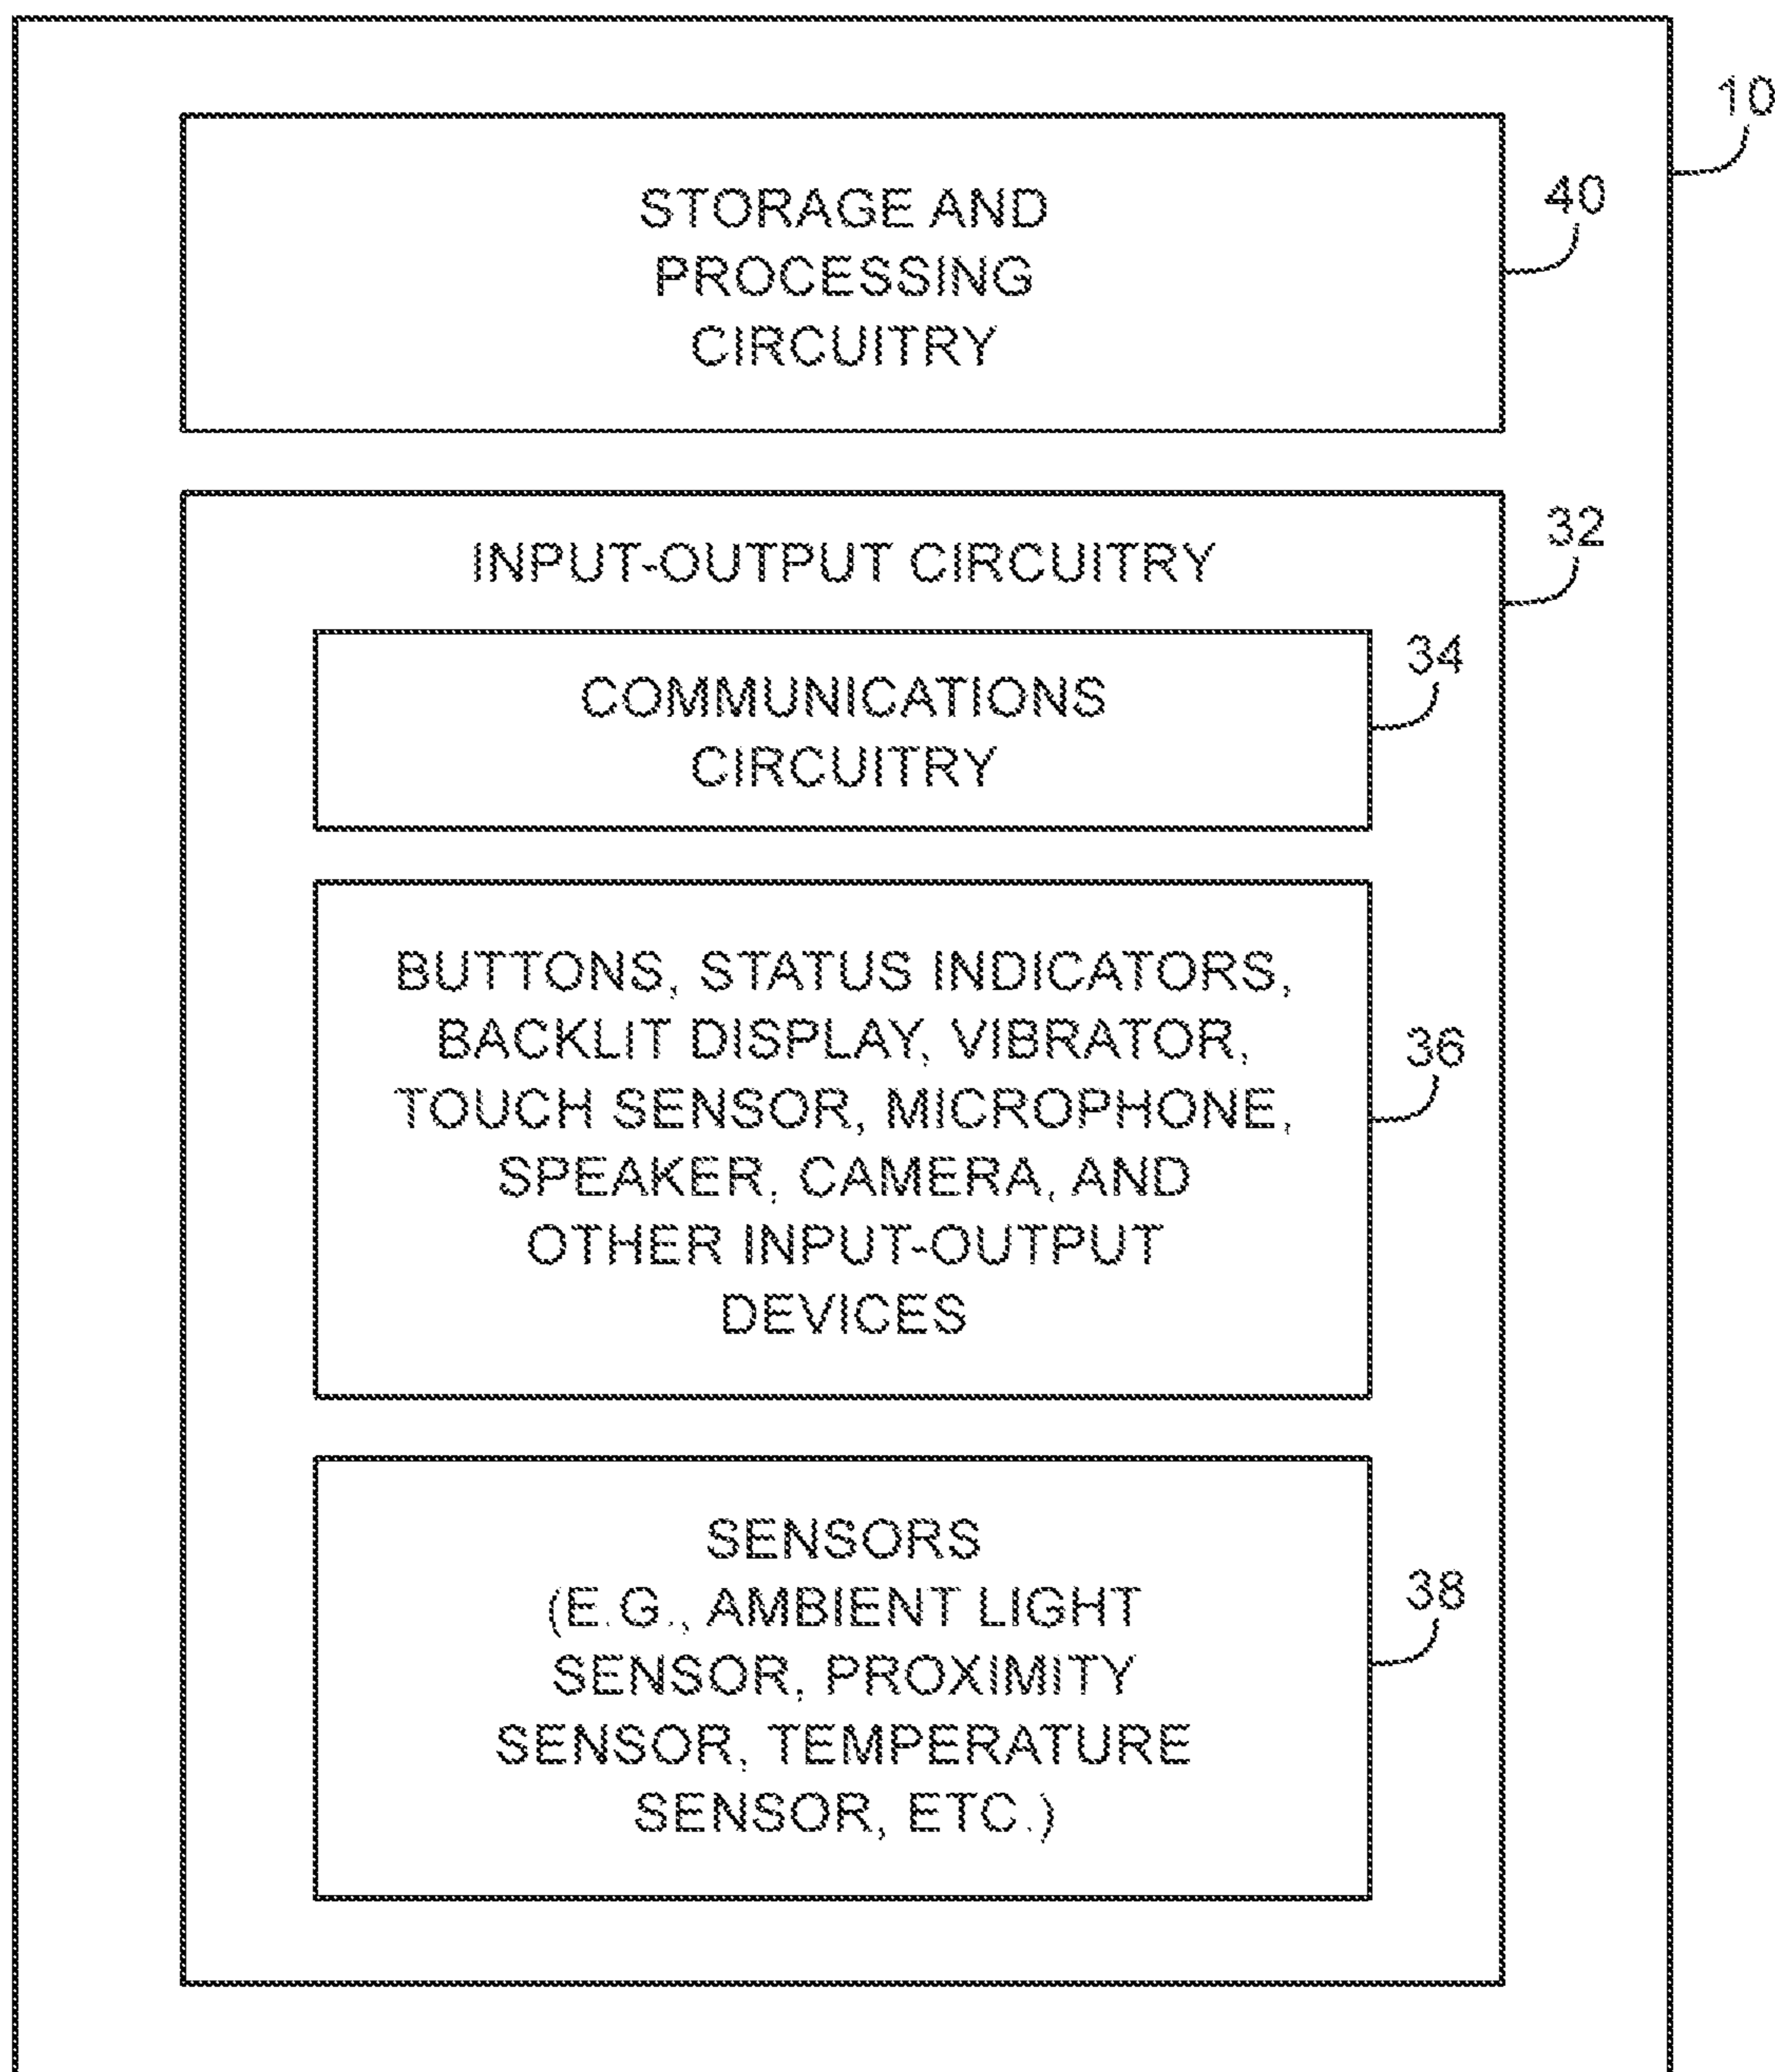 10
STORAGE AND
PROCESSING
CIRCUITRY
40
INPUT-OUTPUT CIRCUITRY
32
COMMUNICATIONS
CIRCUITRY
34
BUTTONS, STATUS INDICATORS,
BACKLIT DISPLAY, VIBRATOR,
TOUCH SENSOR, MICROPHONE,
SPEAKER, CAMERA, AND
OTHER INPUT-OUTPUT
DEVICES
36
SENSORS
(E.G., AMBIENT LIGHT
SENSOR, PROXIMITY
SENSOR, TEMPERATURE
SENSOR, ETC.)
38